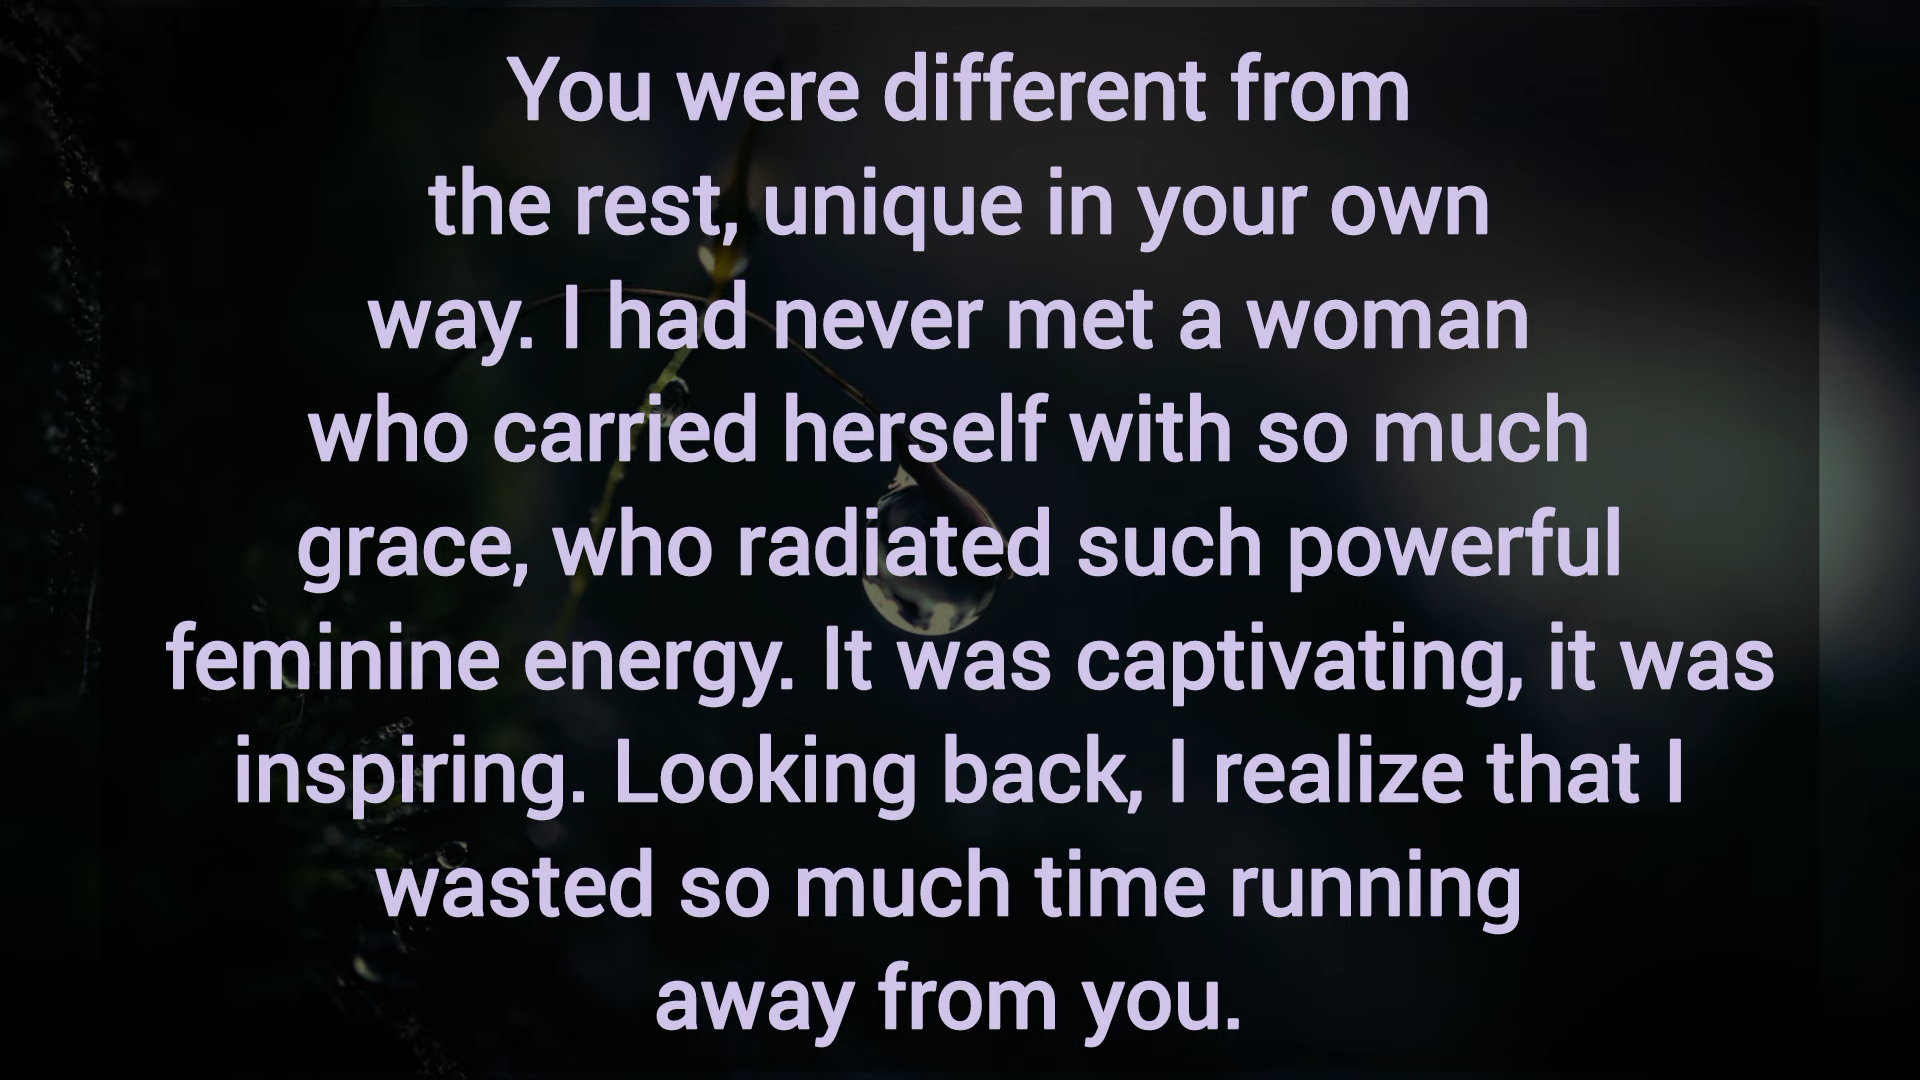 You were different from
the rest, unique in your own
way. I had never met a woman
who carried herself with so much
grace, who radiated such powerful
feminine energy. It was captivating, it was
inspiring. Looking back, I realize that I
wasted so much time running
away from you.